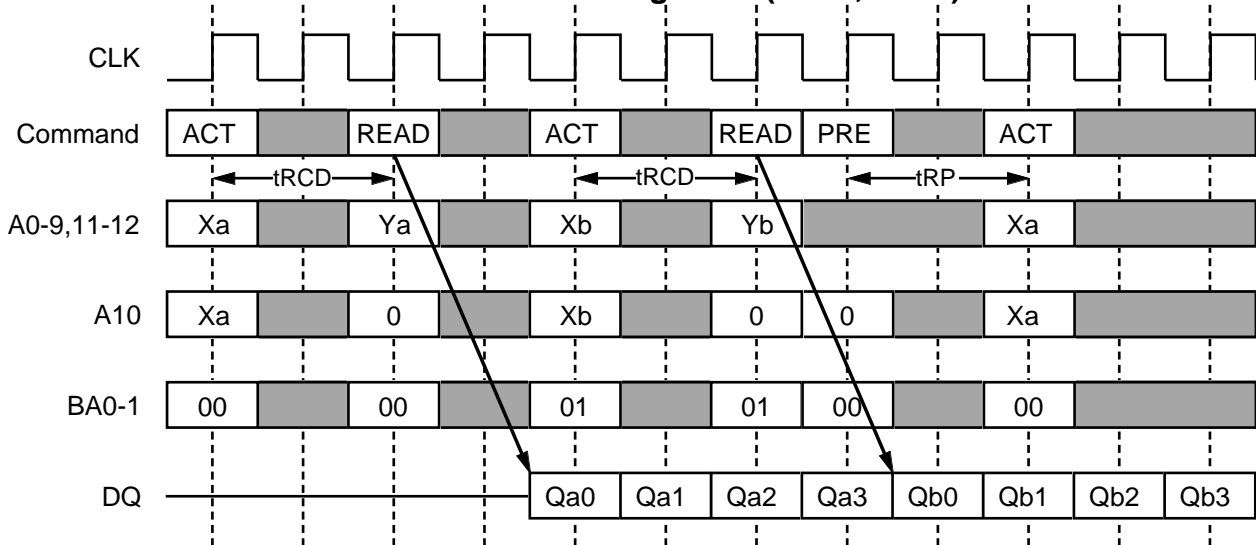 CLK
Command ACT READ ACT READ PRE ACT
tRCD tRCD tRP
A0-9,11-12 Xa Ya Xb Yb Xa
A10 Xa 0 Xb 0 0 Xa
BA0-1 00 00 01 01 00 00
DQ Qa0 Qa1 Qa2 Qa3 Qb0 Qb1 Qb2 Qb3